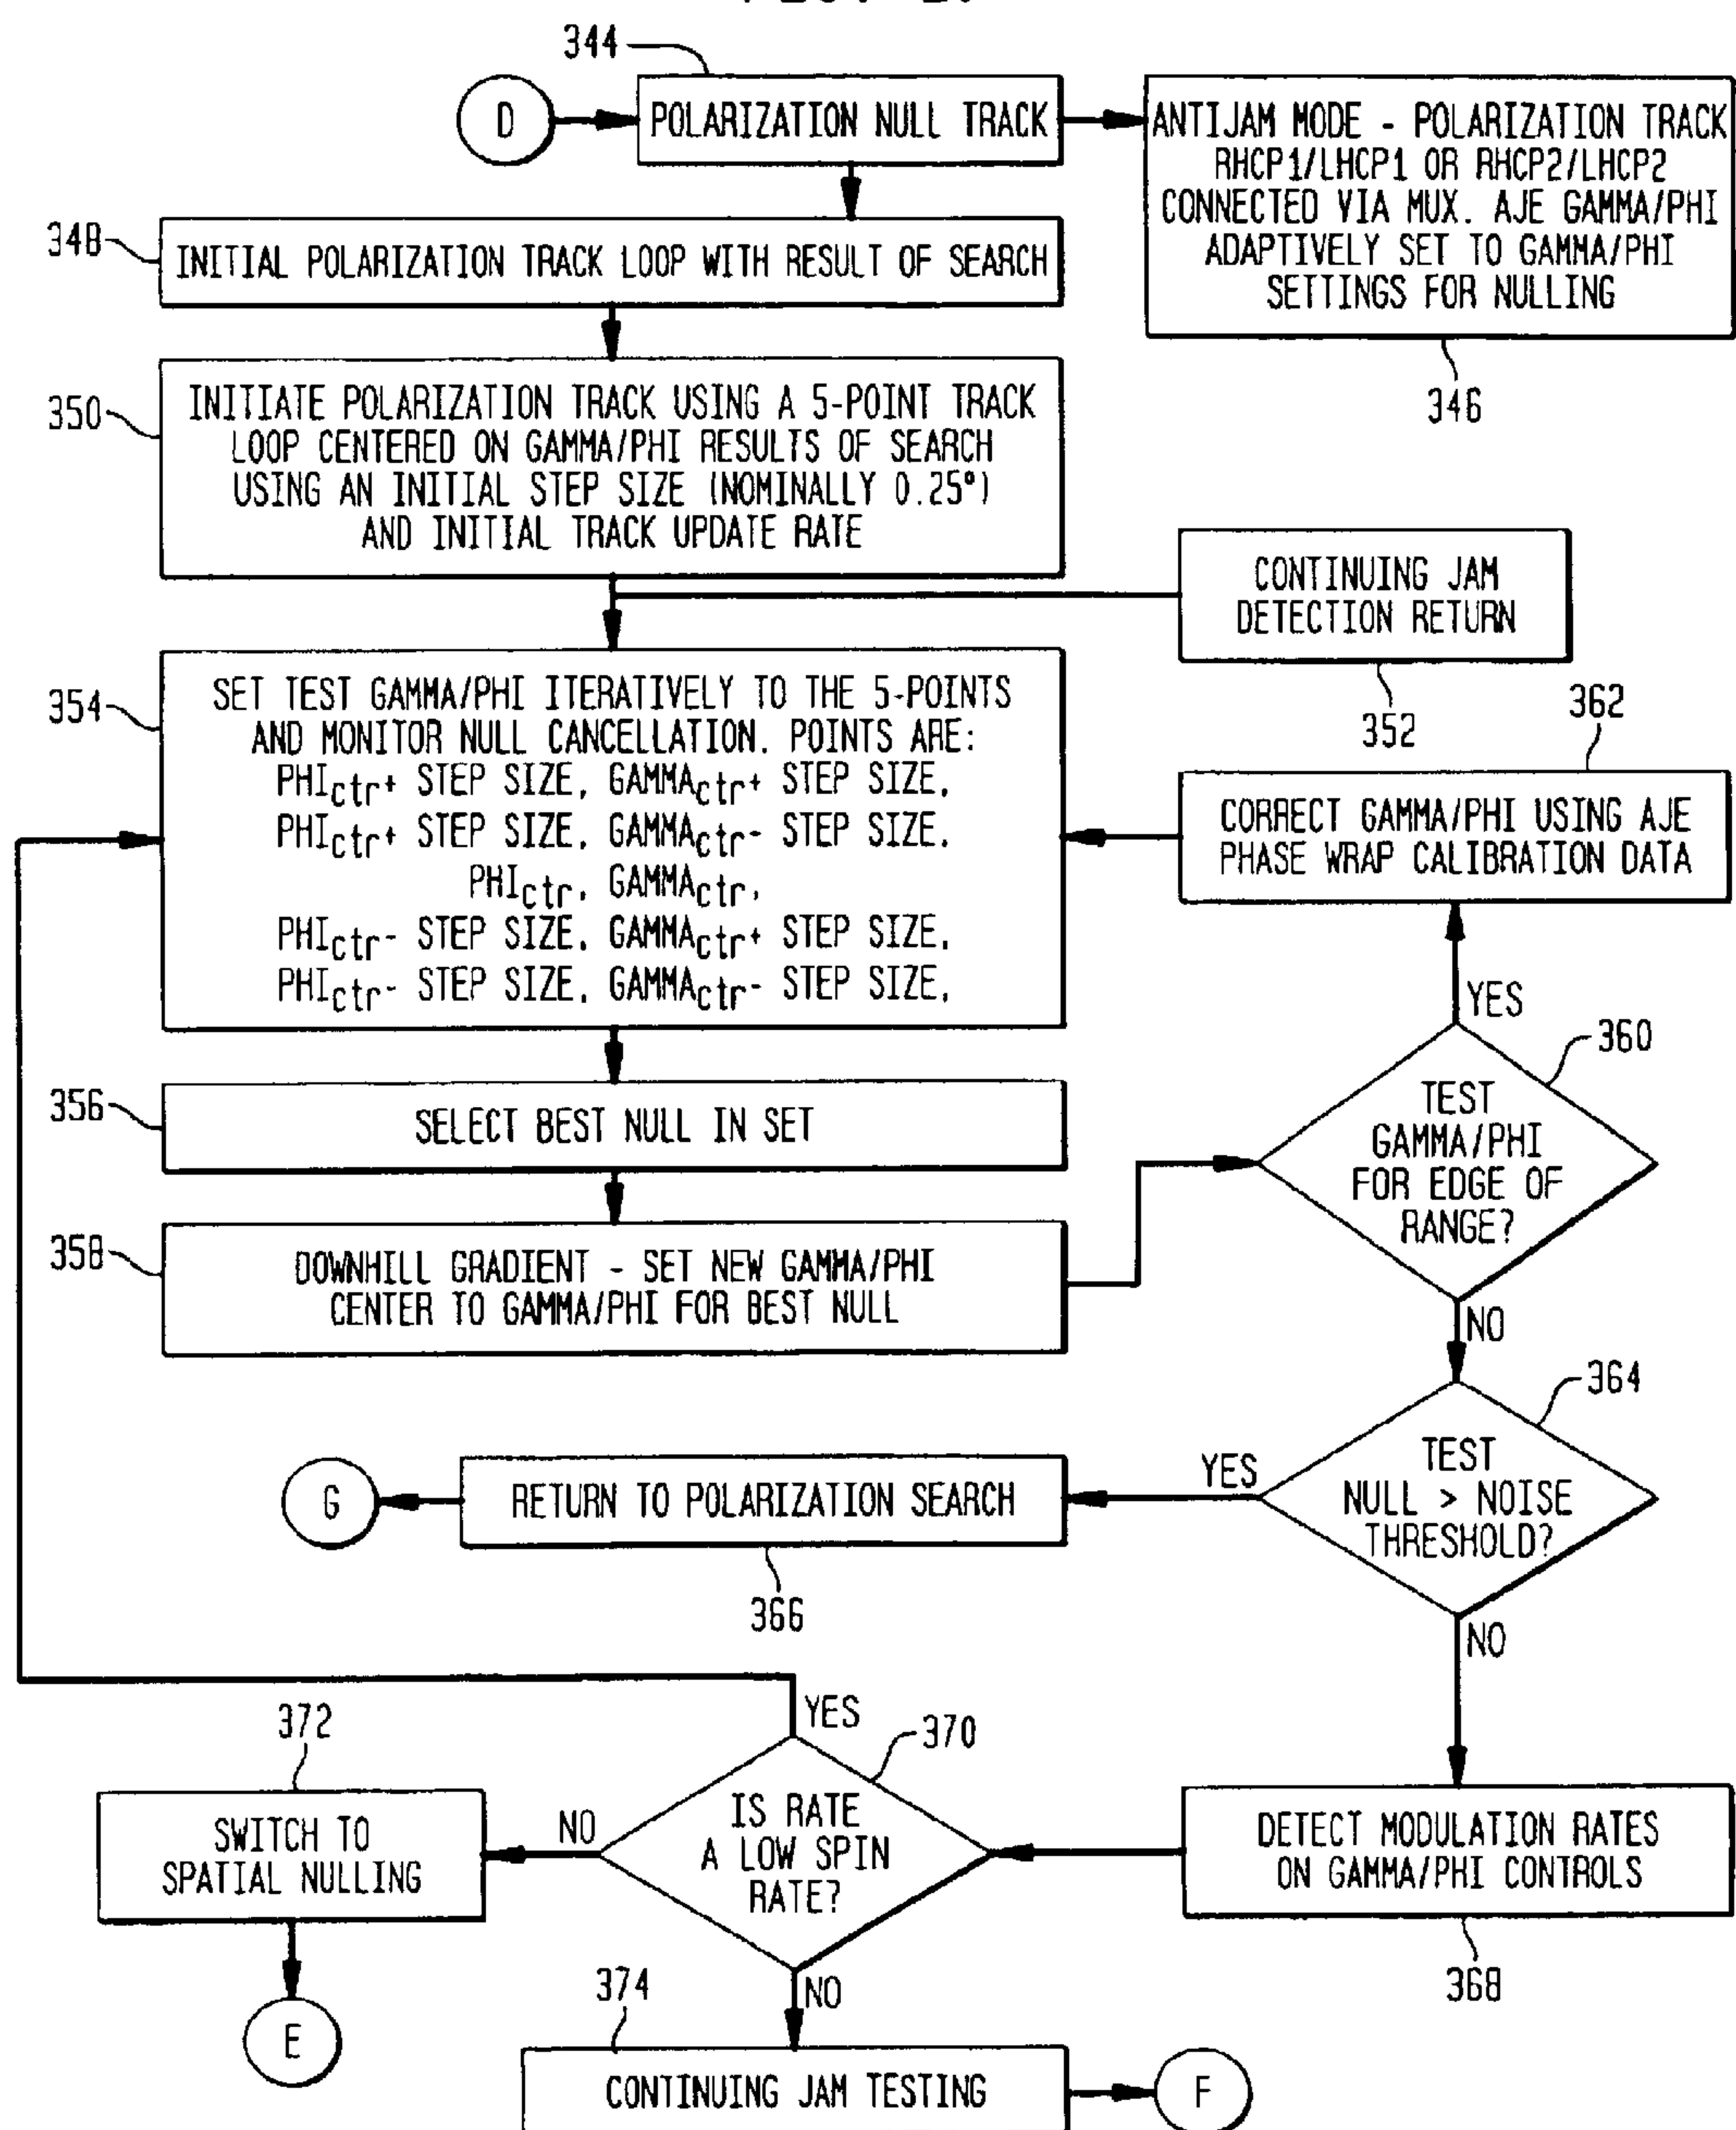 344
D
POLARIZATION NULL TRACK
ANTIJAM MODE - POLARIZATION TRACK
RHCP1/LHCP1 OR RHCP2/LHCP2
CONNECTED VIA MUX. AJE GAMMA/PHI
ADAPTIVELY SET TO GAMMA/PHI
SETTINGS FOR NULLING
346
348
INITIAL POLARIZATION TRACK LOOP WITH RESULT OF SEARCH
350
INITIATE POLARIZATION TRACK USING A 5-POINT TRACK
LOOP CENTERED ON GAMMA/PHI RESULTS OF SEARCH
USING AN INITIAL STEP SIZE (NOMINALLY 0.25°)
AND INITIAL TRACK UPDATE RATE
CONTINUING JAM
DETECTION RETURN
352
354
SET TEST GAMMA/PHI ITERATIVELY TO THE 5-POINTS
AND MONITOR NULL CANCELLATION. POINTS ARE:
PHIctr+ STEP SIZE, GAMMActr+ STEP SIZE,
PHIctr+ STEP SIZE, GAMMActr- STEP SIZE,
PHIctr, GAMMActr,
PHIctr- STEP SIZE, GAMMActr+ STEP SIZE,
PHIctr- STEP SIZE, GAMMActr- STEP SIZE,
362
CORRECT GAMMA/PHI USING AJE
PHASE WRAP CALIBRATION DATA
YES
360
TEST
GAMMA/PHI
FOR EDGE OF
RANGE?
NO
356
SELECT BEST NULL IN SET
358
DOWNHILL GRADIENT - SET NEW GAMMA/PHI
CENTER TO GAMMA/PHI FOR BEST NULL
364
TEST
NULL > NOISE
THRESHOLD?
YES
NO
G
RETURN TO POLARIZATION SEARCH
366
DETECT MODULATION RATES
ON GAMMA/PHI CONTROLS
368
370
IS RATE
A LOW SPIN
RATE?
YES
NO
NO
372
SWITCH TO
SPATIAL NULLING
E
374
CONTINUING JAM TESTING
F